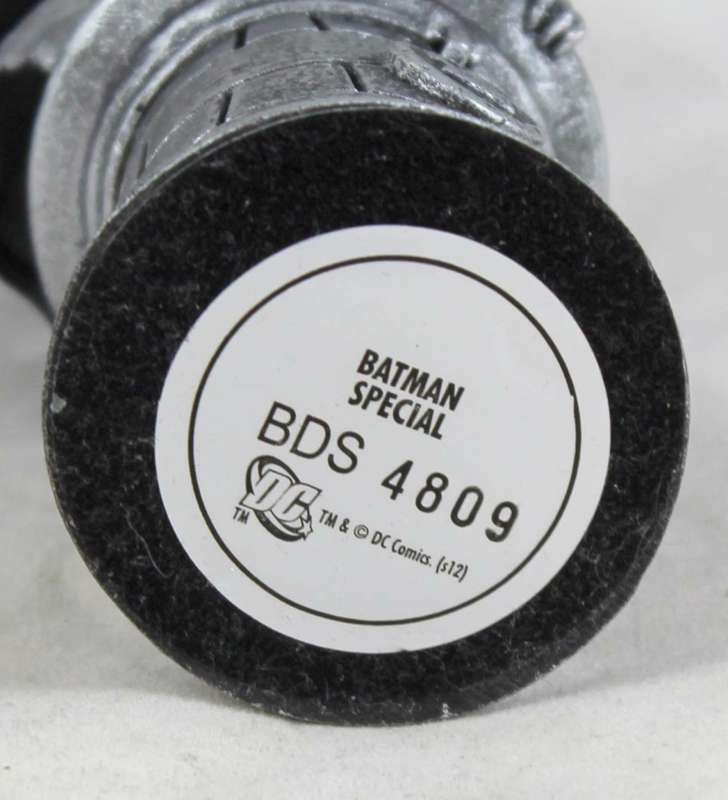 BATMAN
SPECIAL
BDS 4809
DC
TM
TM & © DC Comics. (s12)